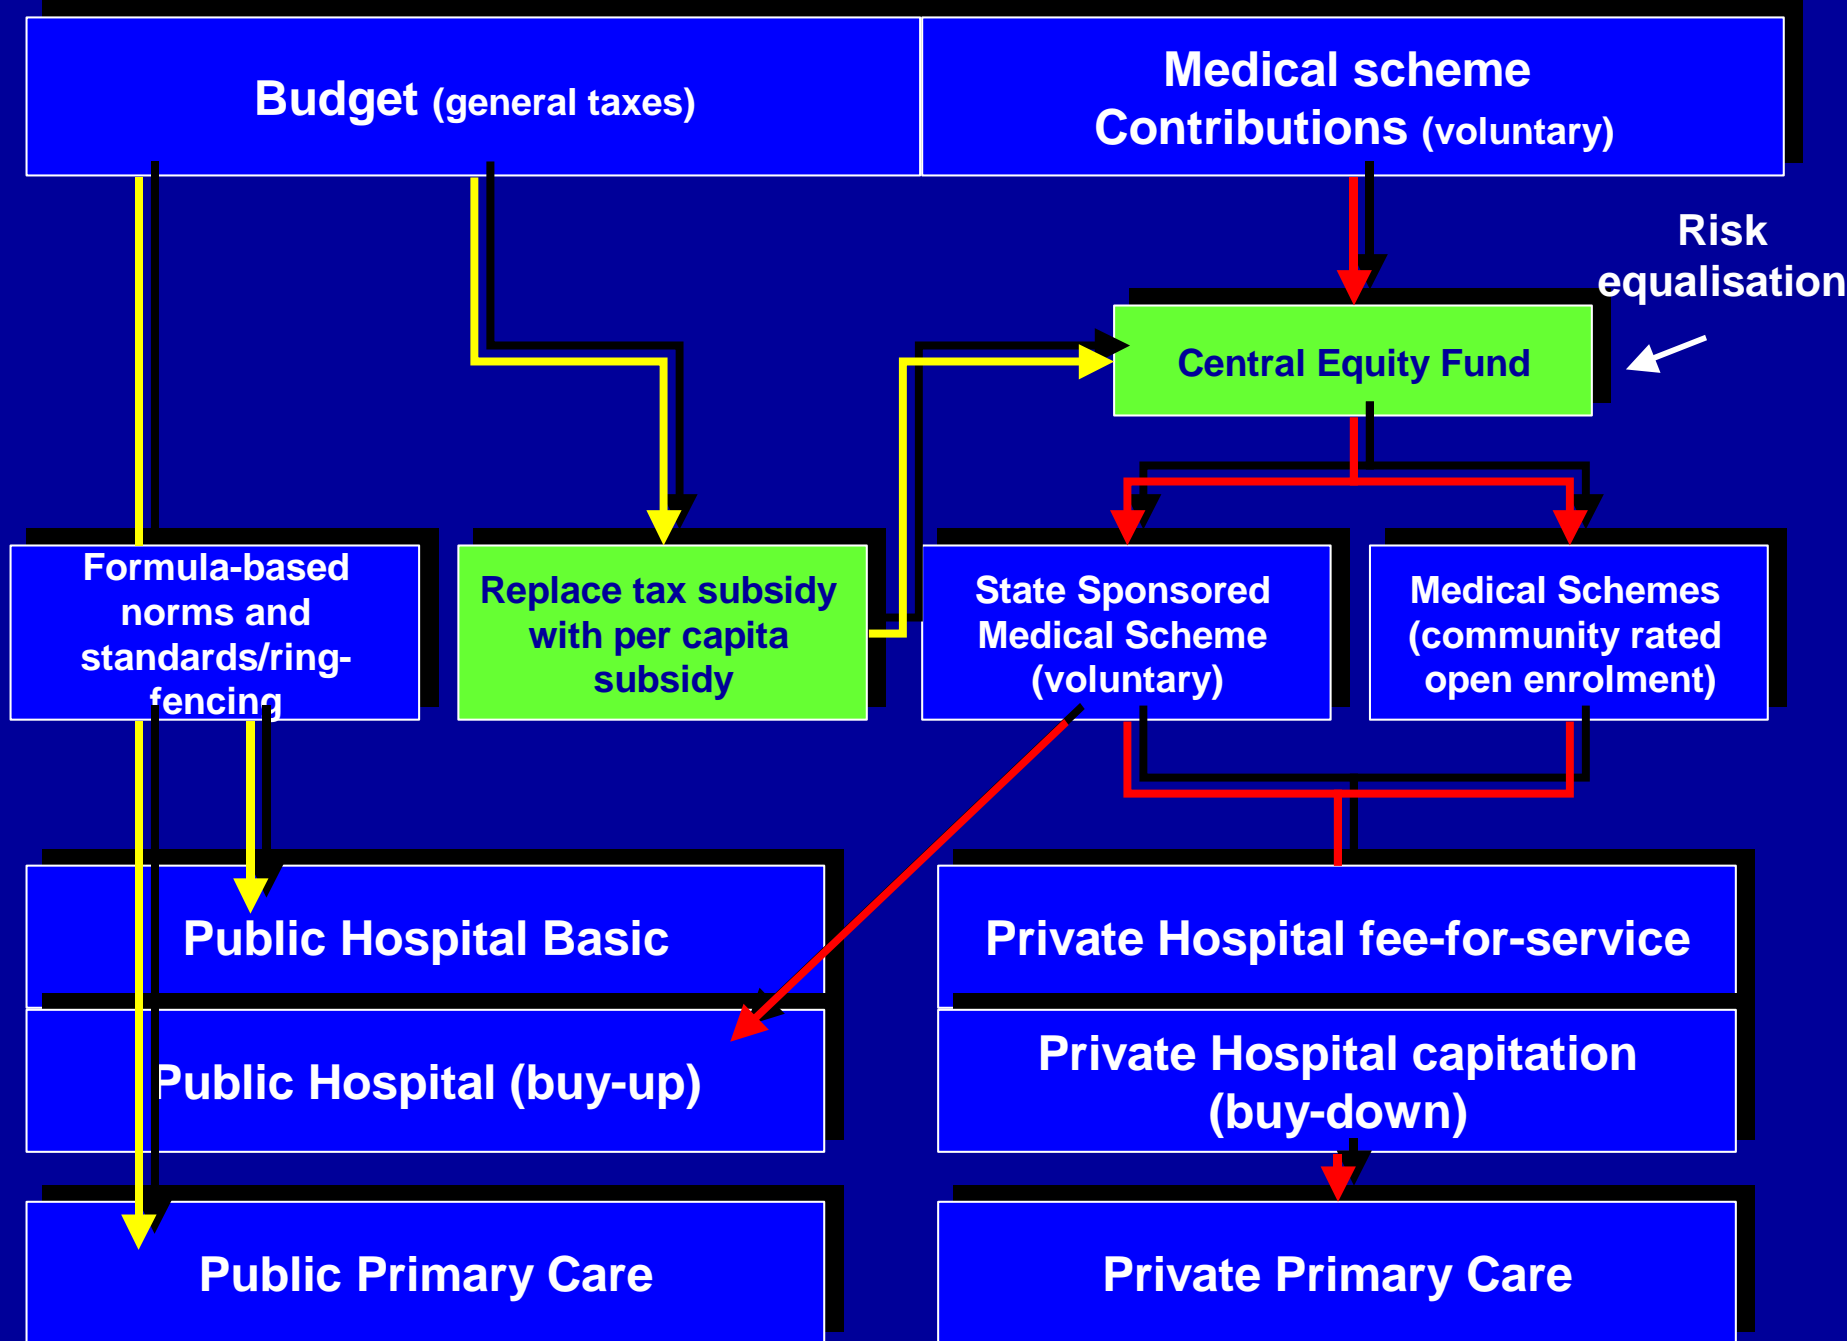 Budget (general taxes)
Medical scheme
Contributions (voluntary)
Risk
equalisation
Central Equity Fund
Formula-based
norms and
standards/ring-
fencing
Replace tax subsidy
with per capita
subsidy
State Sponsored
Medical Scheme
(voluntary)
Medical Schemes
(community rated
open enrolment)
Public Hospital Basic
Private Hospital fee-for-service
Public Hospital (buy-up)
Private Hospital capitation
(buy-down)
Public Primary Care
Private Primary Care